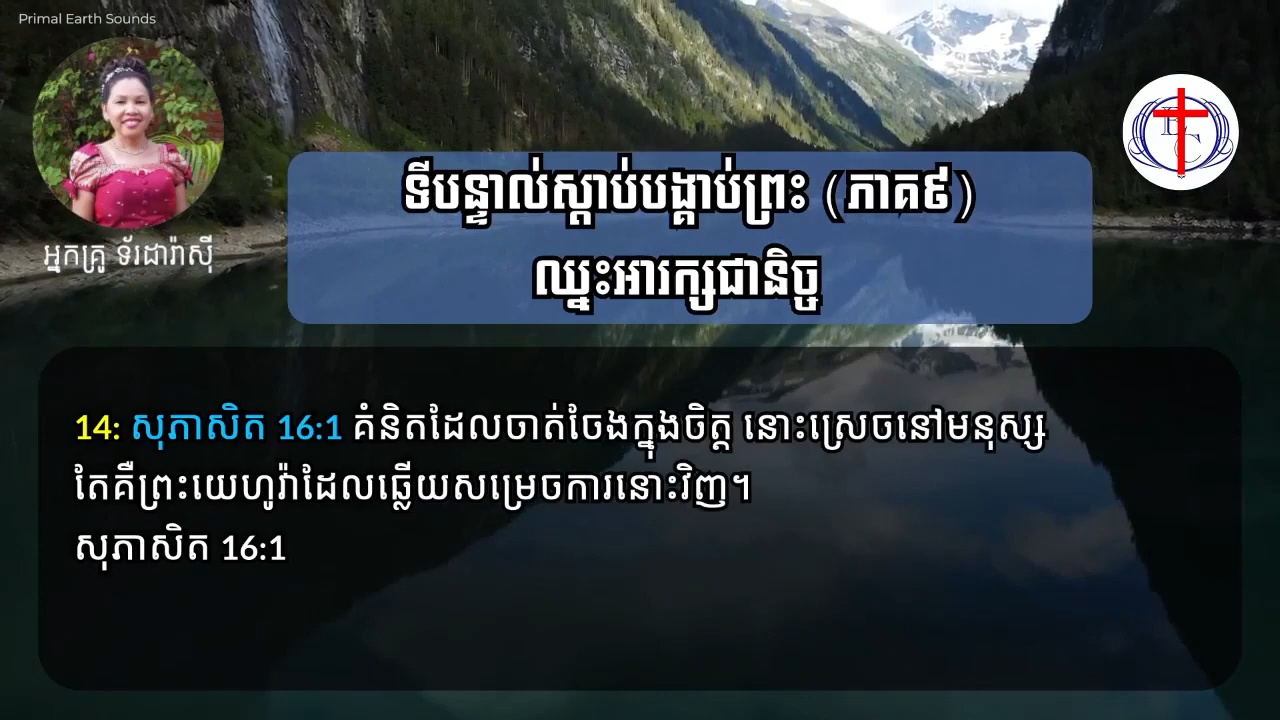 Primal Earth Sounds
អ្នកគ្រូ ទ័រដារ៉ាស៊ី
ទីបន្ទាល់ស្តាប់បង្គាប់ព្រះ (ភាគ៩)
ឈ្នះអារក្សជានិច្ច
14: សុភាសិត 16:1 គំនិតដែលចាត់ចែងក្នុងចិត្ត នោះស្រេចនៅមនុស្ស
តែគឺព្រះយេហូវ៉ាដែលឆ្លើយសម្រេចការនោះវិញ។
សុភាសិត 16:1